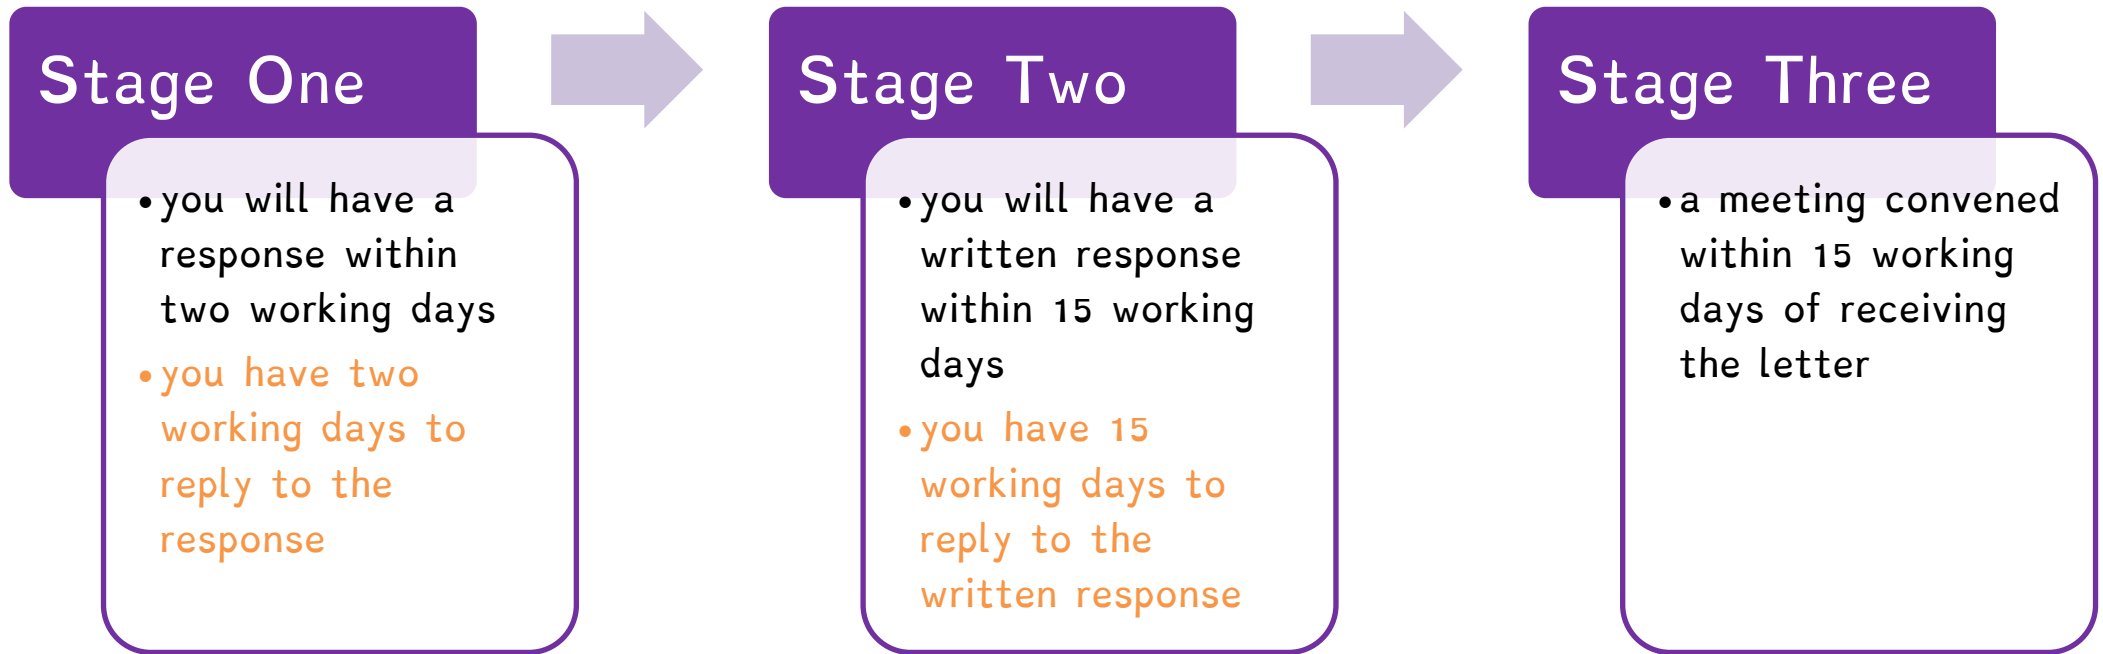 Stage One
• you will have a
response within
two working days
• you have two
working days to
reply to the
response
Stage Two
• you will have a
written response
within 15 working
days
• you have 15
working days to
reply to the
written response
Stage Three
• a meeting convened
within 15 working
days of receiving
the letter